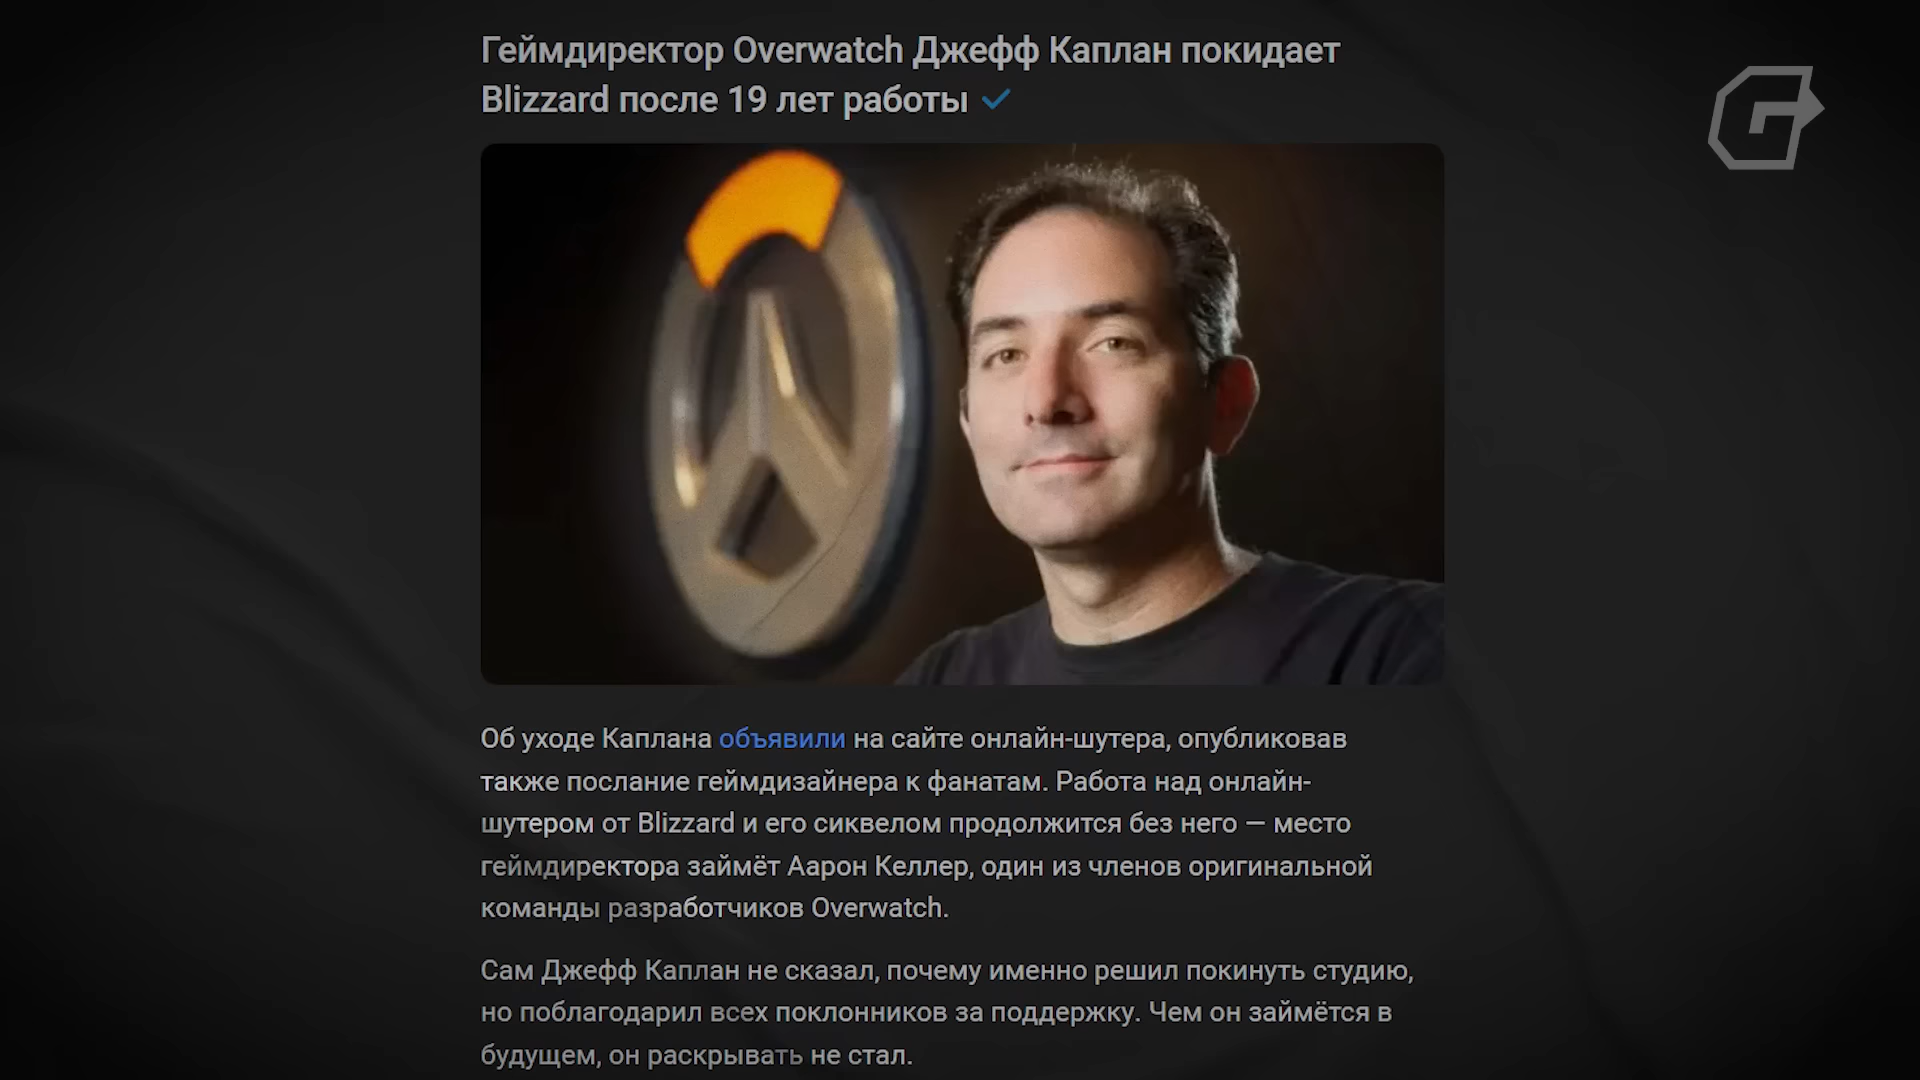 Геймдиректор Overwatch Джефф Каплан покидает
Blizzard после 19 лет работы
Об уходе Каплана объявили на сайте онлайн-шутера, опубликовав
также послание геймдизайнера к фанатам. Работа над онлайн-
шутером от Blizzard и его сиквелом продолжится без него — место
геймдиректора займёт Аарон Келлер, один из членов оригинальной
команды разработчиков Overwatch.
Сам Джефф Каплан не сказал, почему именно решил покинуть студию,
но поблагодарил всех поклонников за поддержку. Чем он займётся в
будущем, он раскрывать не стал.